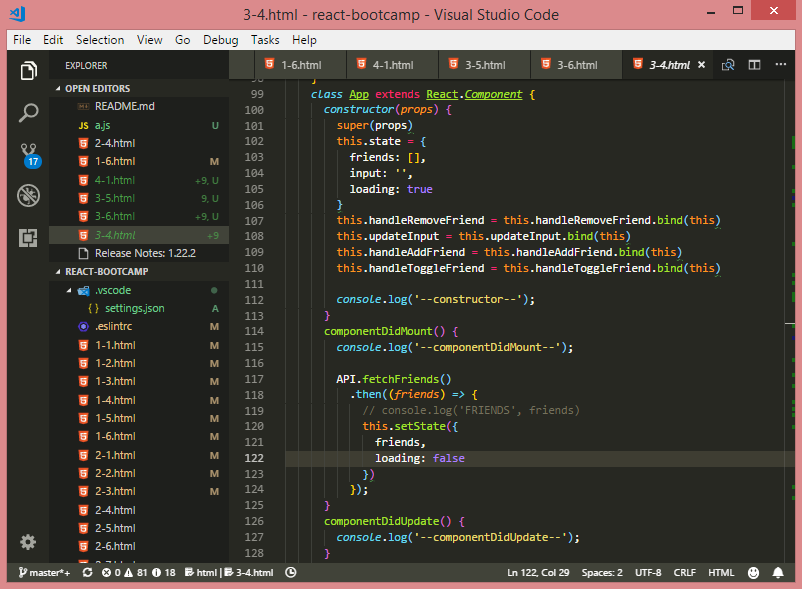 3-4.html - react-bootcamp - Visual Studio Code
File Edit Selection View Go Debug Tasks Help
EXPLORER
1-6.html 4-1.html 3-5.html 3-6.html 3-4.html
OPEN EDITORS
README.md
JS a.js U
2-4.html
1-6.html M
4-1.html +9, U
3-5.html 9, U
3-6.html +9, U
3-4.html +9
Release Notes: 1.22.2
17
REACT-BOOTCAMP
.vscode
{ } settings.json A
.eslintrc M
1-1.html M
1-2.html M
1-3.html M
1-4.html M
1-5.html M
1-6.html M
2-1.html M
2-2.html M
2-3.html M
2-4.html
2-5.html
2-6.html
98 }
99 class App extends React.Component {
100 constructor(props) {
101 super(props)
102 this.state = {
103 friends: [],
104 input: '',
105 loading: true
106 }
107 this.handleRemoveFriend = this.handleRemoveFriend.bind(this)
108 this.updateInput = this.updateInput.bind(this)
109 this.handleAddFriend = this.handleAddFriend.bind(this)
110 this.handleToggleFriend = this.handleToggleFriend.bind(this)
111
112 console.log('--constructor--');
113 }
114 componentDidMount() {
115 console.log('--componentDidMount--');
116
117 API.fetchFriends()
118 .then((friends) => {
119 // console.log('FRIENDS', friends)
120 this.setState({
121 friends,
122 loading: false
123 })
124 });
125 }
126 componentDidUpdate() {
127 console.log('--componentDidUpdate--');
128 }
master*+ 0 81 18 html | 3-4.html Ln 122, Col 29 Spaces: 2 UTF-8 CRLF HTML